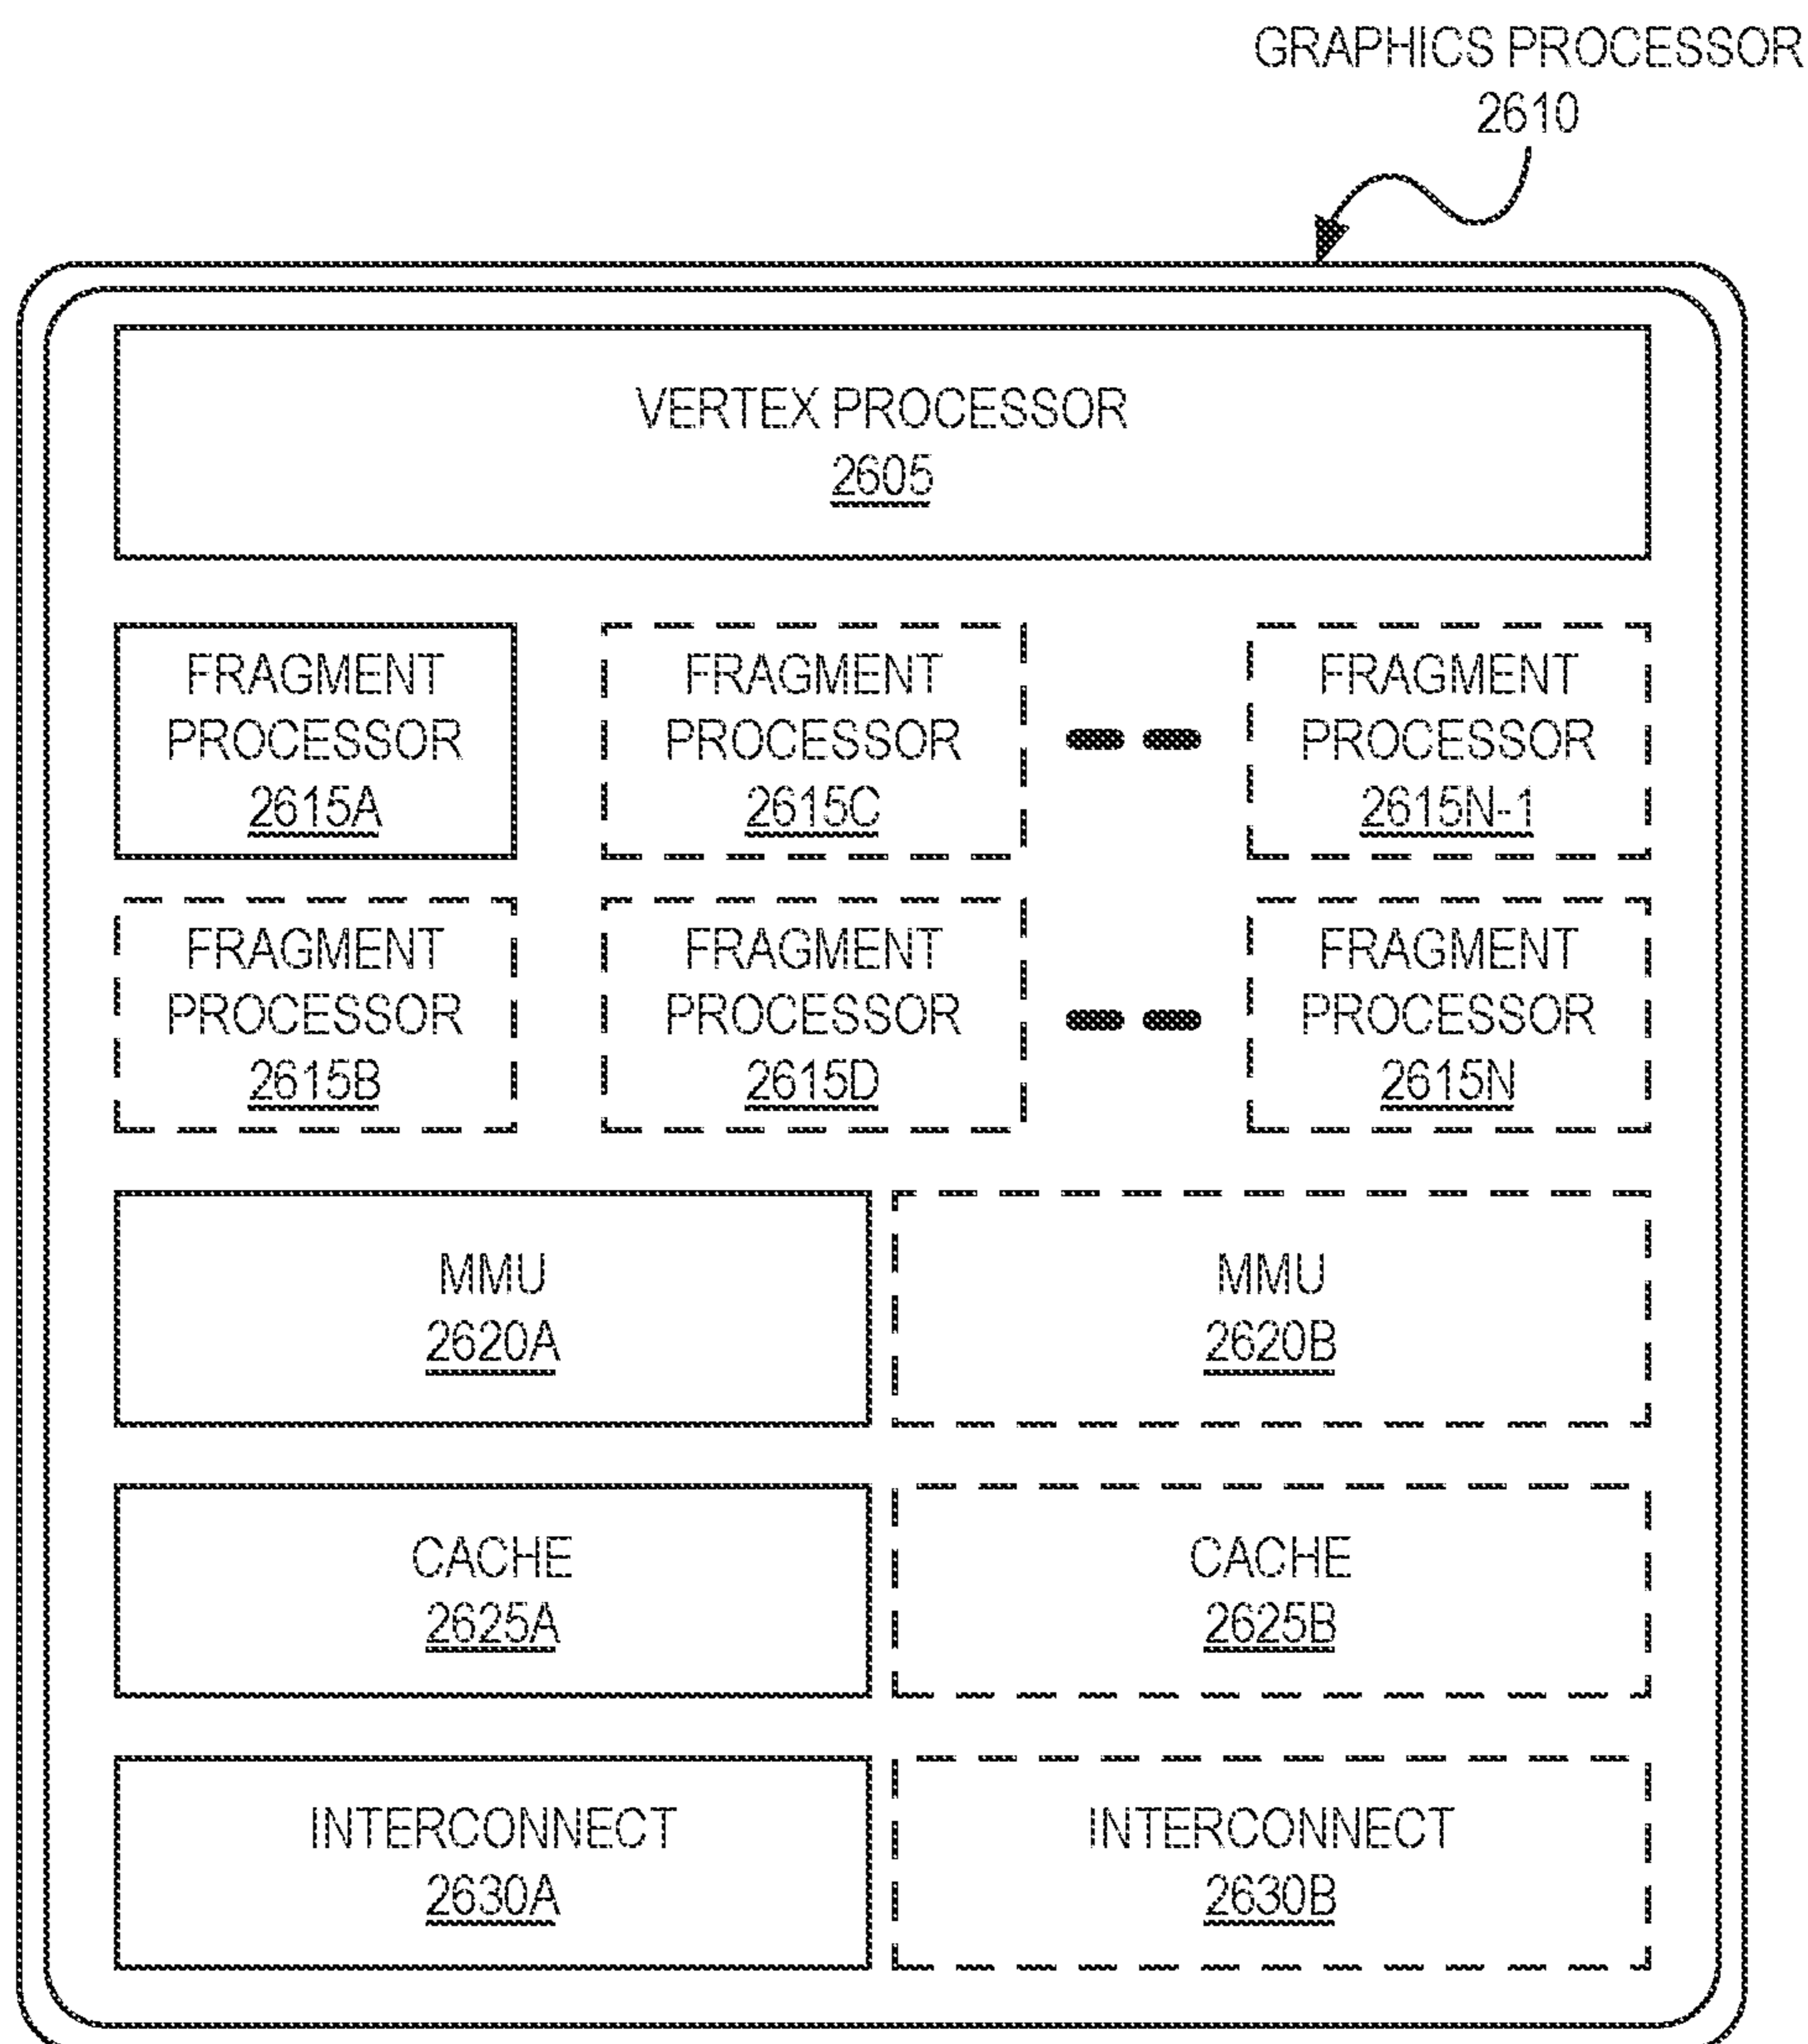 GRAPHICS PROCESSOR
2610
VERTEX PROCESSOR
2605
FRAGMENT
PROCESSOR
2615A
FRAGMENT
PROCESSOR
2615C
FRAGMENT
PROCESSOR
2615N-1
FRAGMENT
PROCESSOR
2615B
FRAGMENT
PROCESSOR
2615D
FRAGMENT
PROCESSOR
2615N
MMU
2620A
MMU
2620B
CACHE
2625A
CACHE
2625B
INTERCONNECT
2630A
INTERCONNECT
2630B